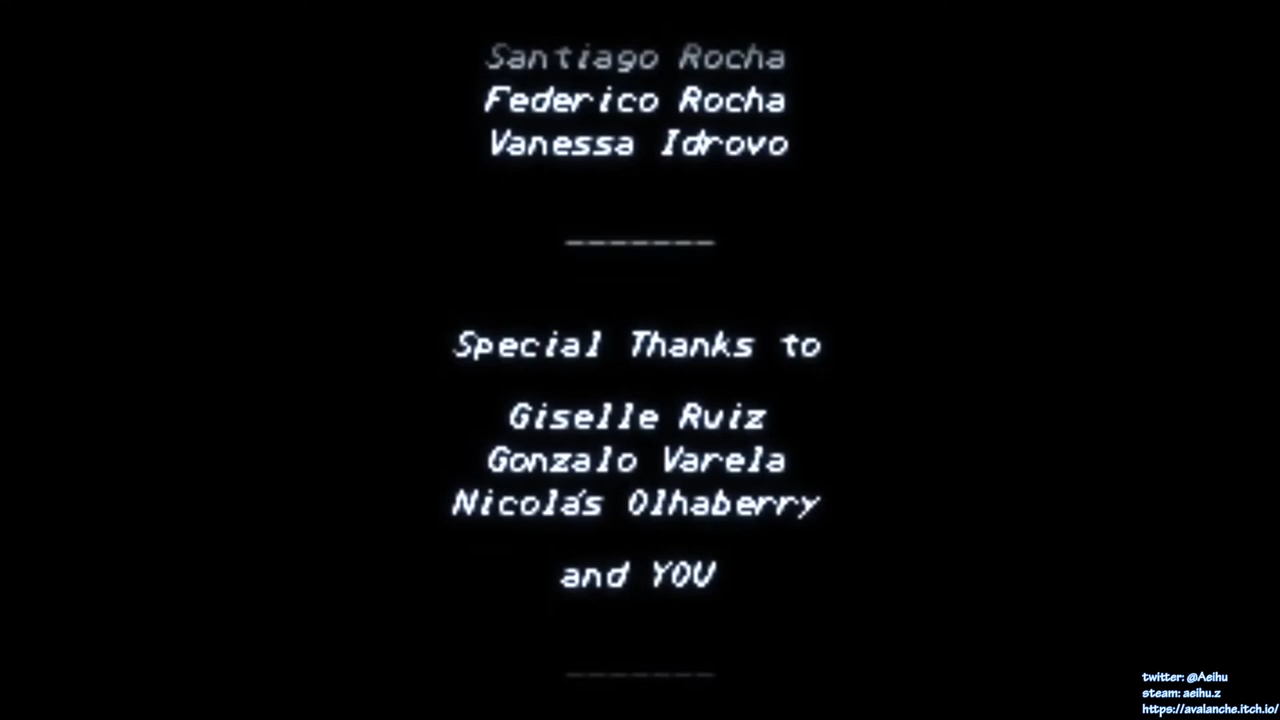 Santiago Rocha
Federico Rocha
Vanessa Idrovo
-------
Special Thanks to
Giselle Ruiz
Gonzalo Varela
Nicolás Olhaberry
and YOU
-------
twitter: @Aeihu
steam: aeihu.z
https://avalanche.itch.io/